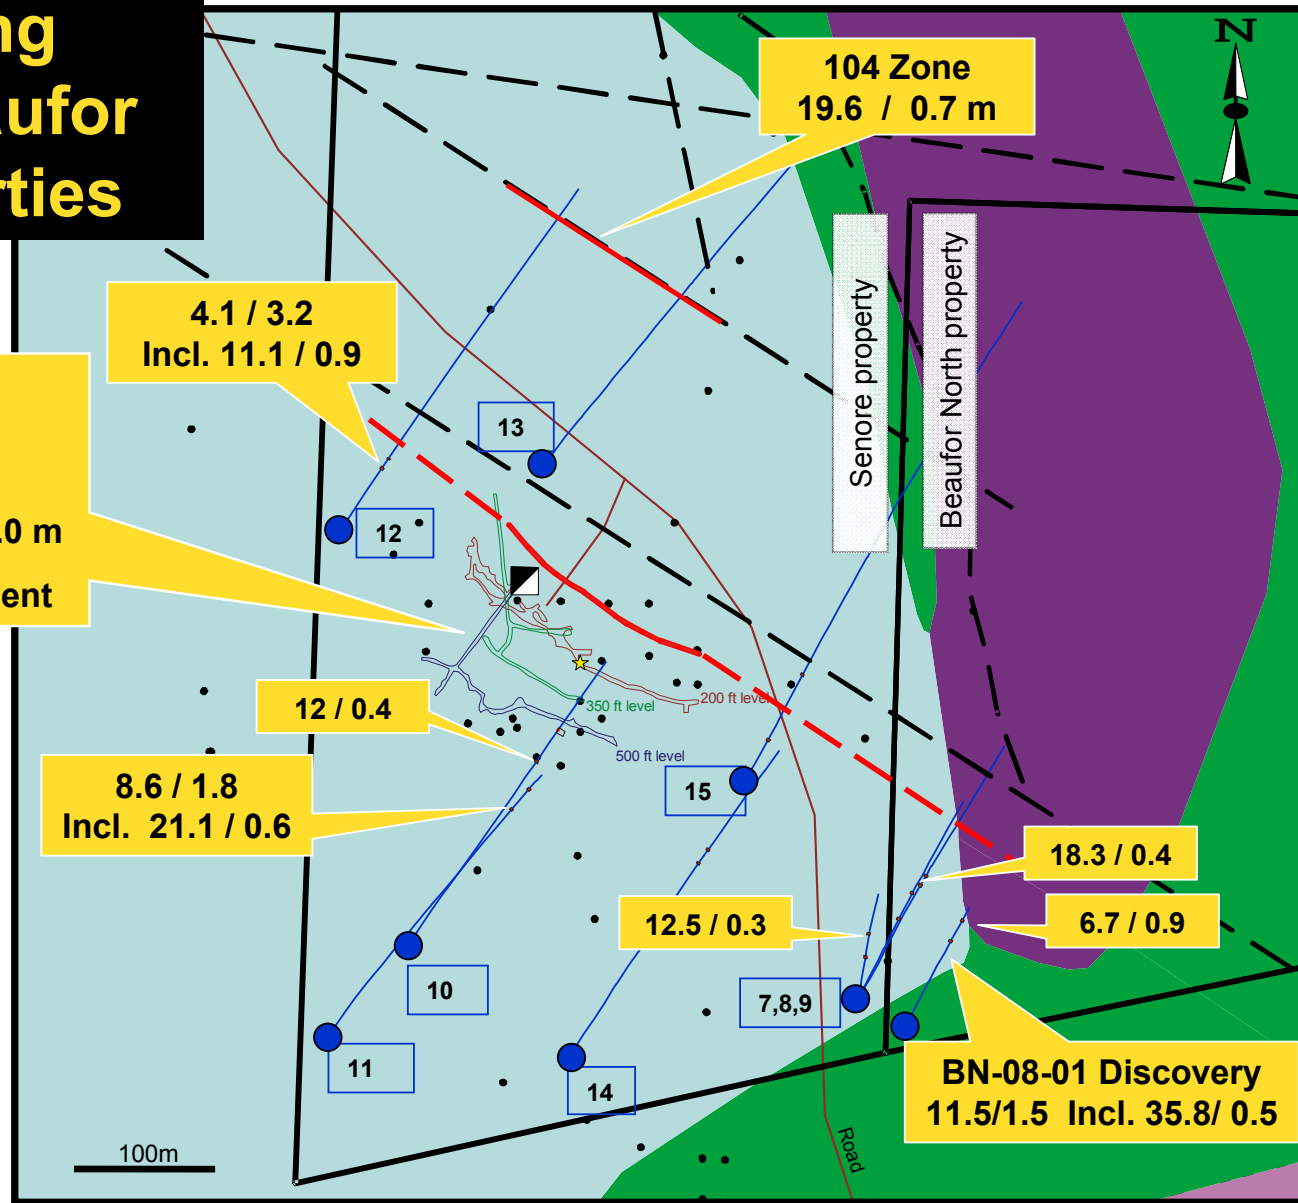 ng
ufor
rties
N
104 Zone
19.6 / 0.7 m
4.1 / 3.2
Incl. 11.1 / 0.9
.0 m
ent
Senore property
Beaufor North property
13
12
350 ft level
200 ft level
500 ft level
12 / 0.4
8.6 / 1.8
Incl. 21.1 / 0.6
15
18.3 / 0.4
12.5 / 0.3
6.7 / 0.9
10
7,8,9
11
14
BN-08-01 Discovery
11.5/1.5 Incl. 35.8/ 0.5
100m
Road